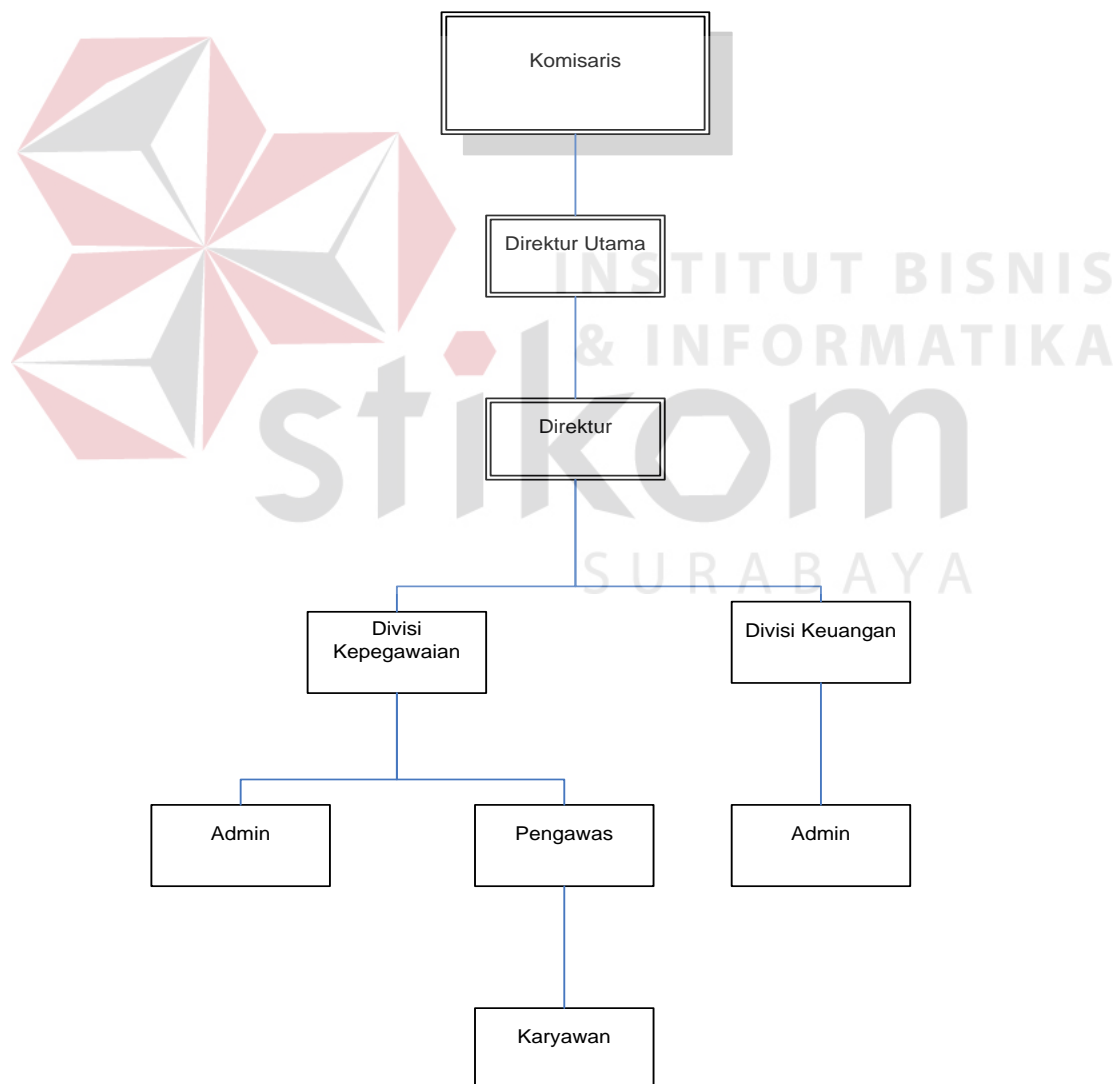 Komisaris
Direktur Utama
INSTITUT BISNIS
& INFORMATIKA
stikom
SURABAYA
Direktur
Divisi
Kepegawaian
Divisi Keuangan
Admin
Pengawas
Admin
Karyawan